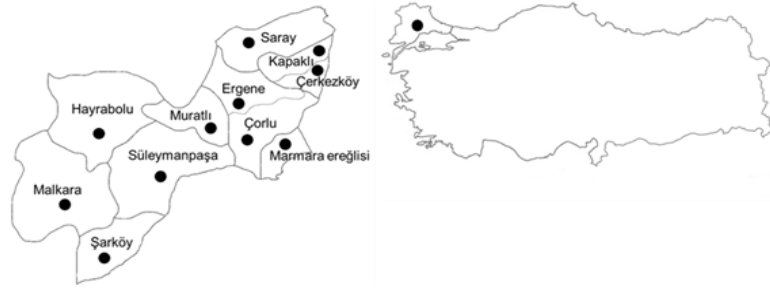 Saray
Kapaklı
Çerkezköy
Ergene
Hayrabolu
Muratlı
Çorlu
Süleymanpaşa
Marmara ereğlisi
Malkara
Şarköy